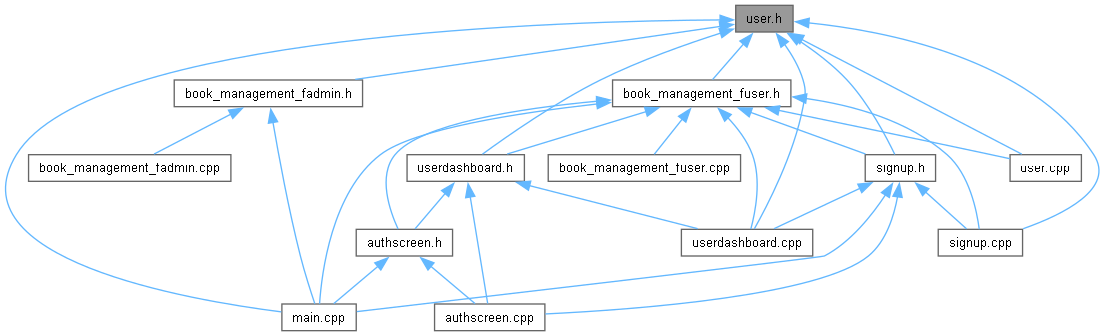 user.h
book_management_fadmin.h
book_management_fuser.h
book_management_fadmin.cpp
userdashboard.h
book_management_fuser.cpp
signup.h
user.cpp
authscreen.h
userdashboard.cpp
signup.cpp
main.cpp
authscreen.cpp